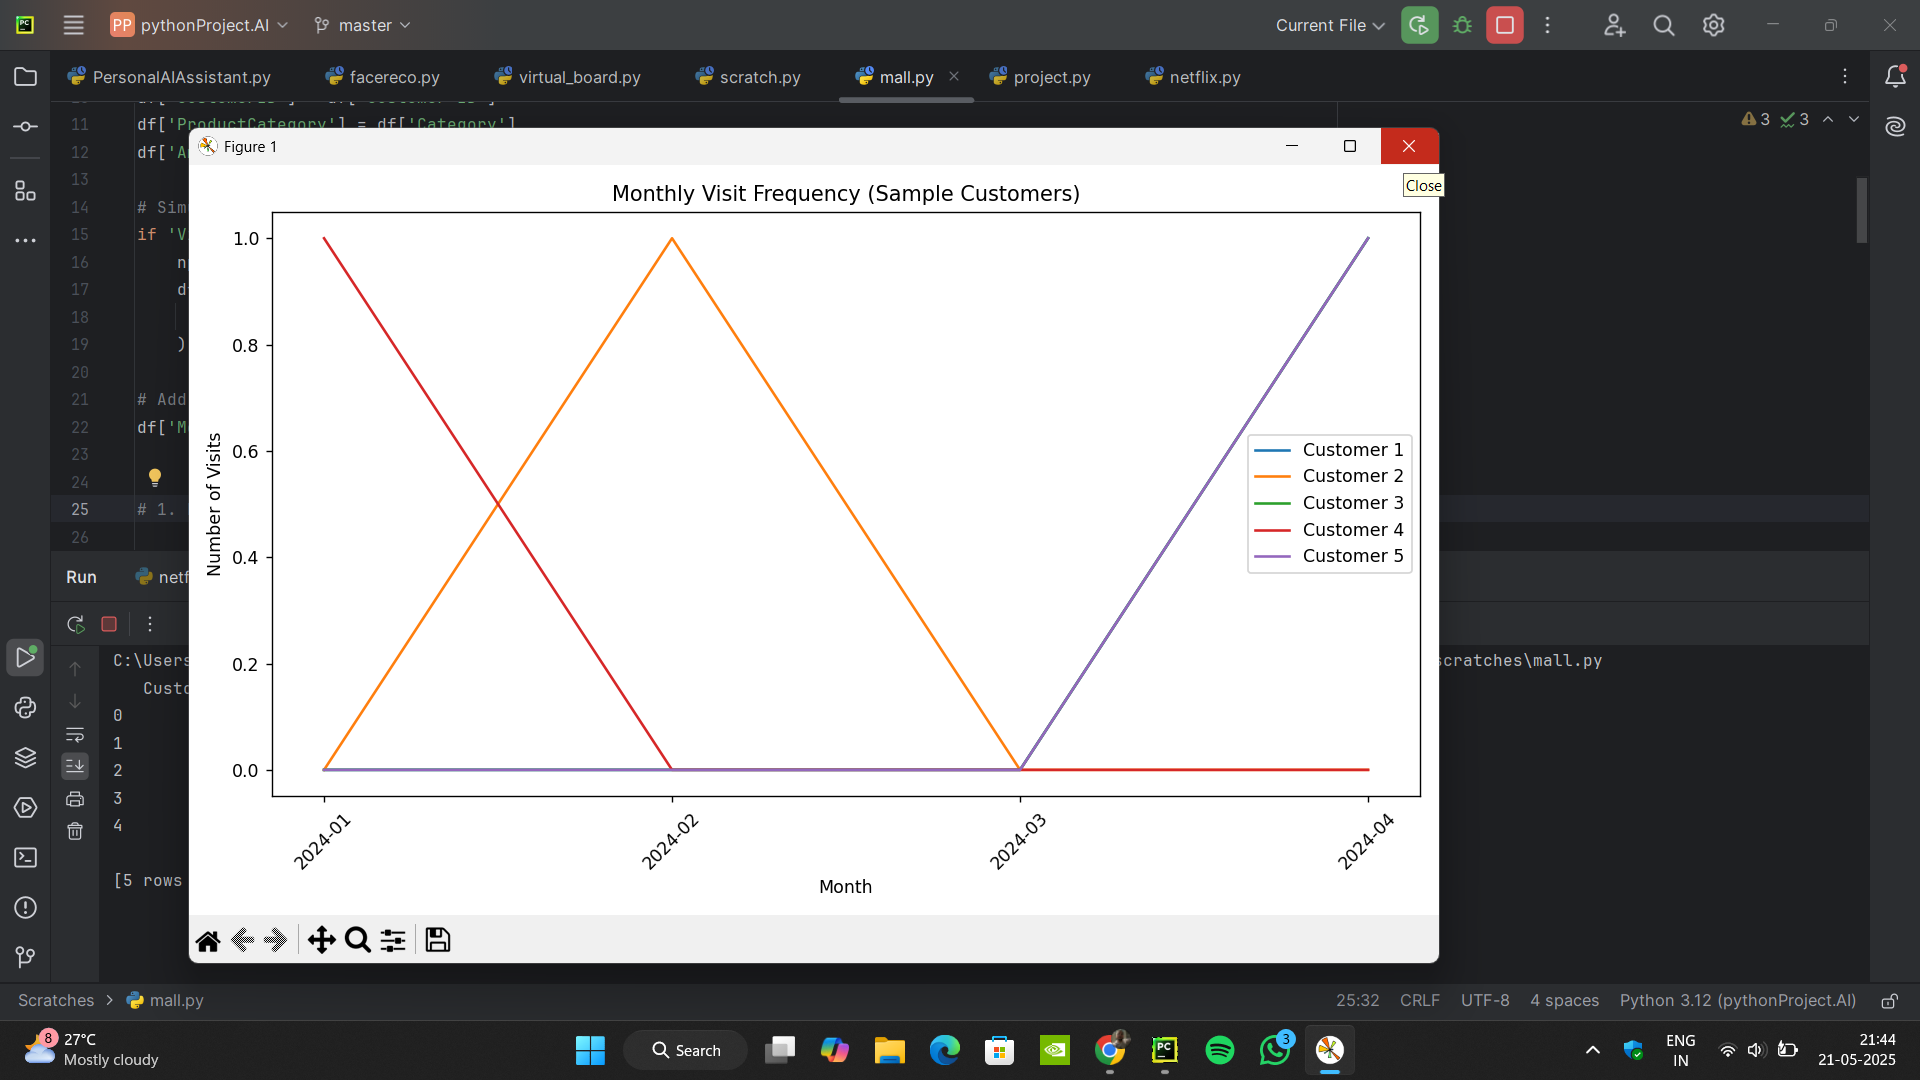 PP pythonProject.AI master Current File
PersonalAIAssistant.py facereco.py virtual_board.py scratch.py mall.py project.py netflix.py
11 df['ProductCategory'] = df['Category'] 3 3
12 df['A
13
14 # Sim
15 if 'V
16 n
17 d
18
19 )
20
21 # Add
22 df['M
23
24
25 # 1.
26
Figure 1
Close
Monthly Visit Frequency (Sample Customers)
1.0
0.8
0.6
0.4
0.2
0.0
Number of Visits
Customer 1
Customer 2
Customer 3
Customer 4
Customer 5
2024-01 2024-02 2024-03 2024-04
Month
Run netf
C:\Users scratches\mall.py
Custo
0
1
2
3
4
[5 rows
Scratches > mall.py 25:32 CRLF UTF-8 4 spaces Python 3.12 (pythonProject.AI)
8 27°C
Mostly cloudy
Search
PC
3
ENG
IN
21:44
21-05-2025